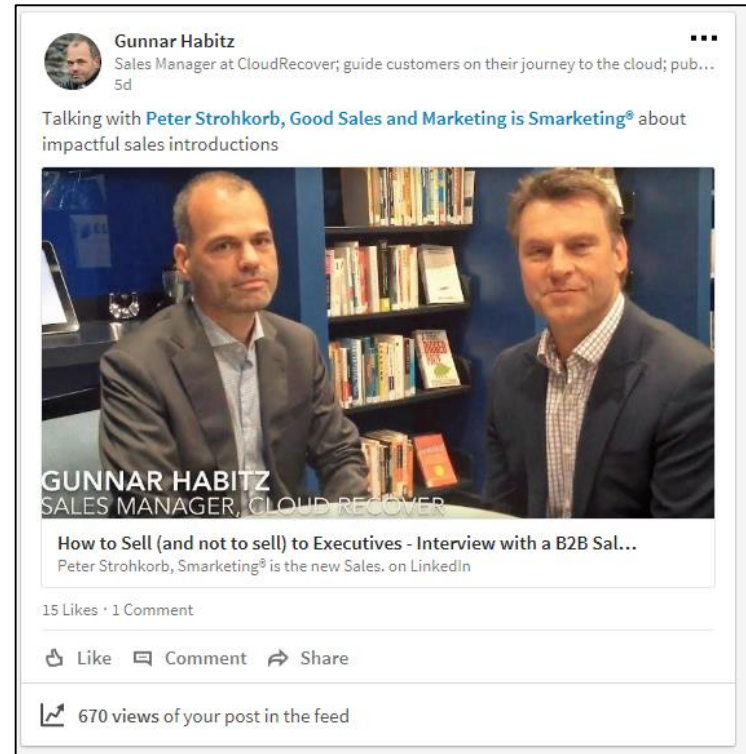 Gunnar Habitz
Sales Manager at CloudRecover; guide customers on their journey to the cloud; pub...
5d
Talking with Peter Strohkorb, Good Sales and Marketing is Smarketing® about
impactful sales introductions
GUNNAR HABITZ
SALES MANAGER, CLOUD RECOVER
How to Sell (and not to sell) to Executives - Interview with a B2B Sal...
Peter Strohkorb, Smarketing® is the new Sales. on LinkedIn
15 Likes · 1 Comment
Like Comment Share
670 views of your post in the feed